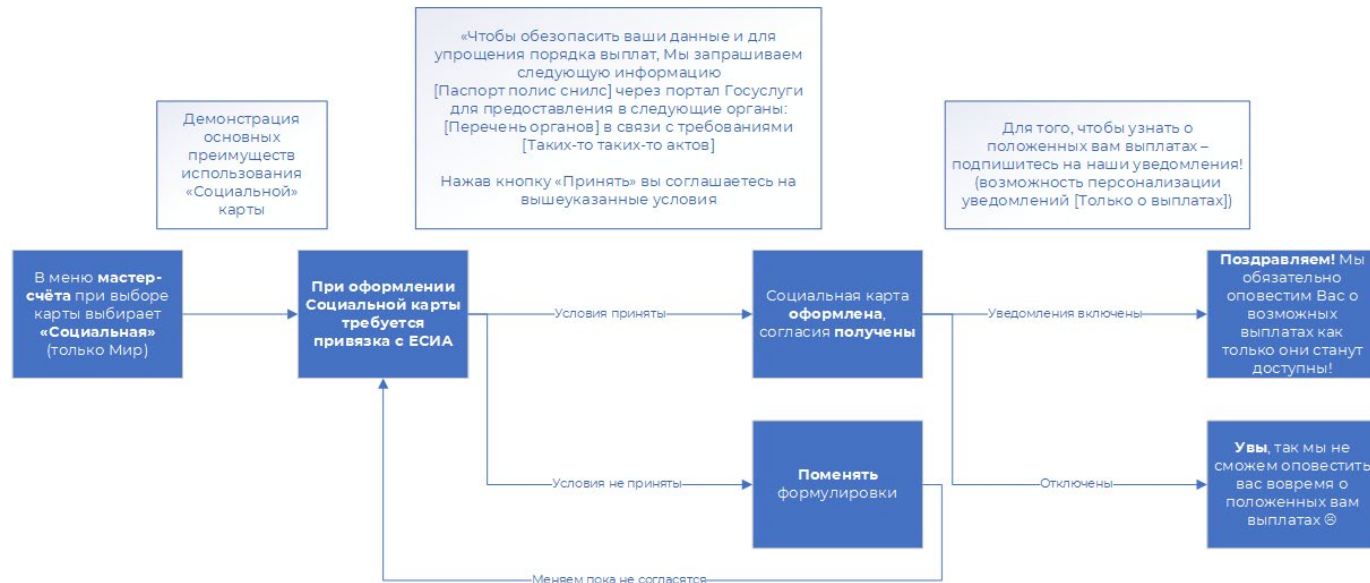 «Чтобы обезопасить ваши данные и для
упрощения порядка выплат, Мы запрашиваем
следующую информацию
[Паспорт полис снилс] через портал Госуслуги
для предоставления в следующие органы:
[Перечень органов] в связи с требованиями
[Таких-то таких-то актов]
Нажав кнопку «Принять» вы соглашаетесь на
вышеуказанные условия
Демонстрация
основных
преимуществ
использования
«Социальной»
карты
Для того, чтобы узнать о
положенных вам выплатах –
подпишитесь на наши уведомления!
(возможность персонализации
уведомлений [Только о выплатах])
В меню мастер-
счёта при выборе
карты выбирает
«Социальная»
(только Мир)
При оформлении
Социальной карты
требуется
привязка с ЕСИА
Условия приняты
Социальная карта
оформлена,
согласия получены
Уведомления включены
Поздравляем! Мы
обязательно
оповестим Вас о
возможных
выплатах как
только они станут
доступны!
Условия не приняты
Поменять
формулировки
Отключены
Увы, так мы не
сможем оповестить
вас вовремя о
положенных вам
выплатах ☹
Меняем пока не согласятся